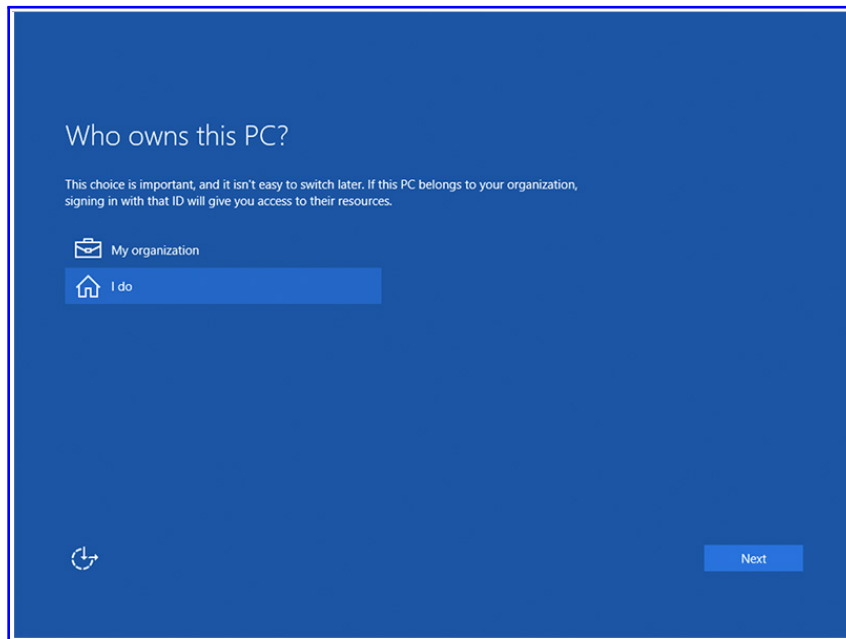 Who owns this PC?
This choice is important, and it isn't easy to switch later. If this PC belongs to your organization,
signing in with that ID will give you access to their resources.
My organization
I do
Next